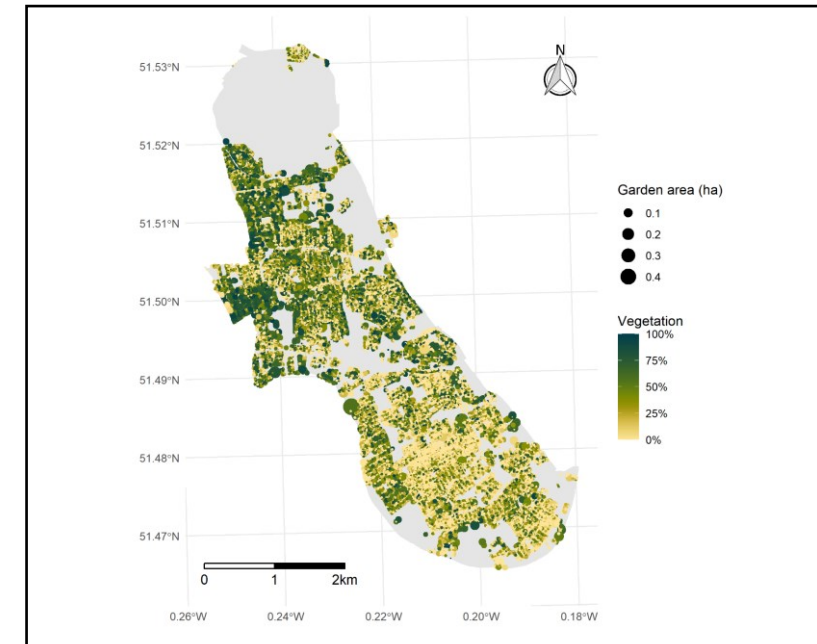 N
51.53°N
51.52°N
51.51°N
51.50°N
51.49°N
51.48°N
51.47°N
Garden area (ha)
0.1
0.2
0.3
0.4
Vegetation
100%
75%
50%
25%
0%
0 1 2km
0.26°W 0.24°W 0.22°W 0.20°W 0.18°W